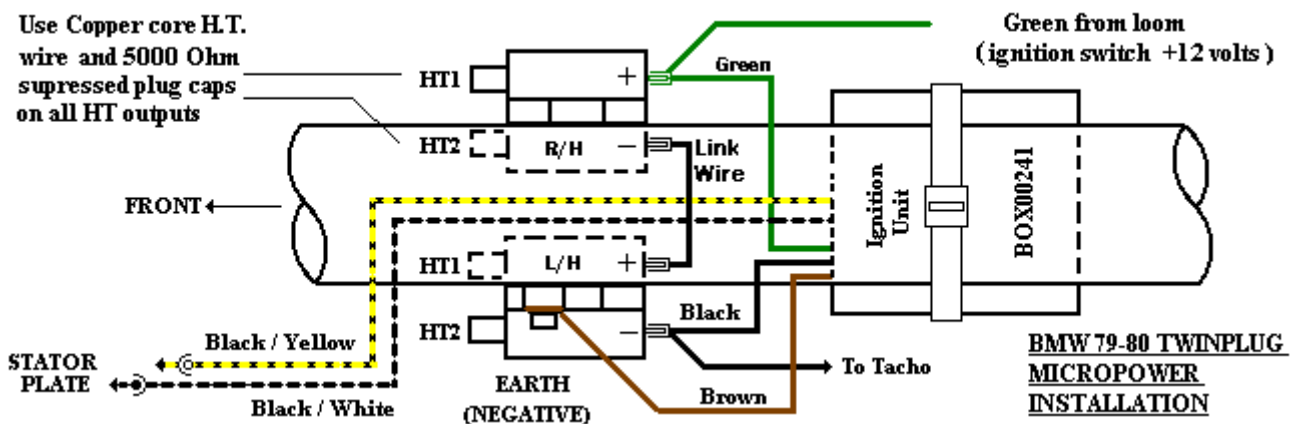 Use Copper core H.T.
wire and 5000 Ohm
supressed plug caps
on all HT outputs
Green from loom
( ignition switch +12 volts )
HT1
+
Green
HT2
R/H
−
Link
Wire
FRONT
Ignition
Unit
BOX00241
HT1
L/H
+
HT2
−
Black
Black / Yellow
STATOR
PLATE
Black / White
EARTH
(NEGATIVE)
Brown
To Tacho
BMW 79-80 TWINPLUG
MICROPOWER
INSTALLATION